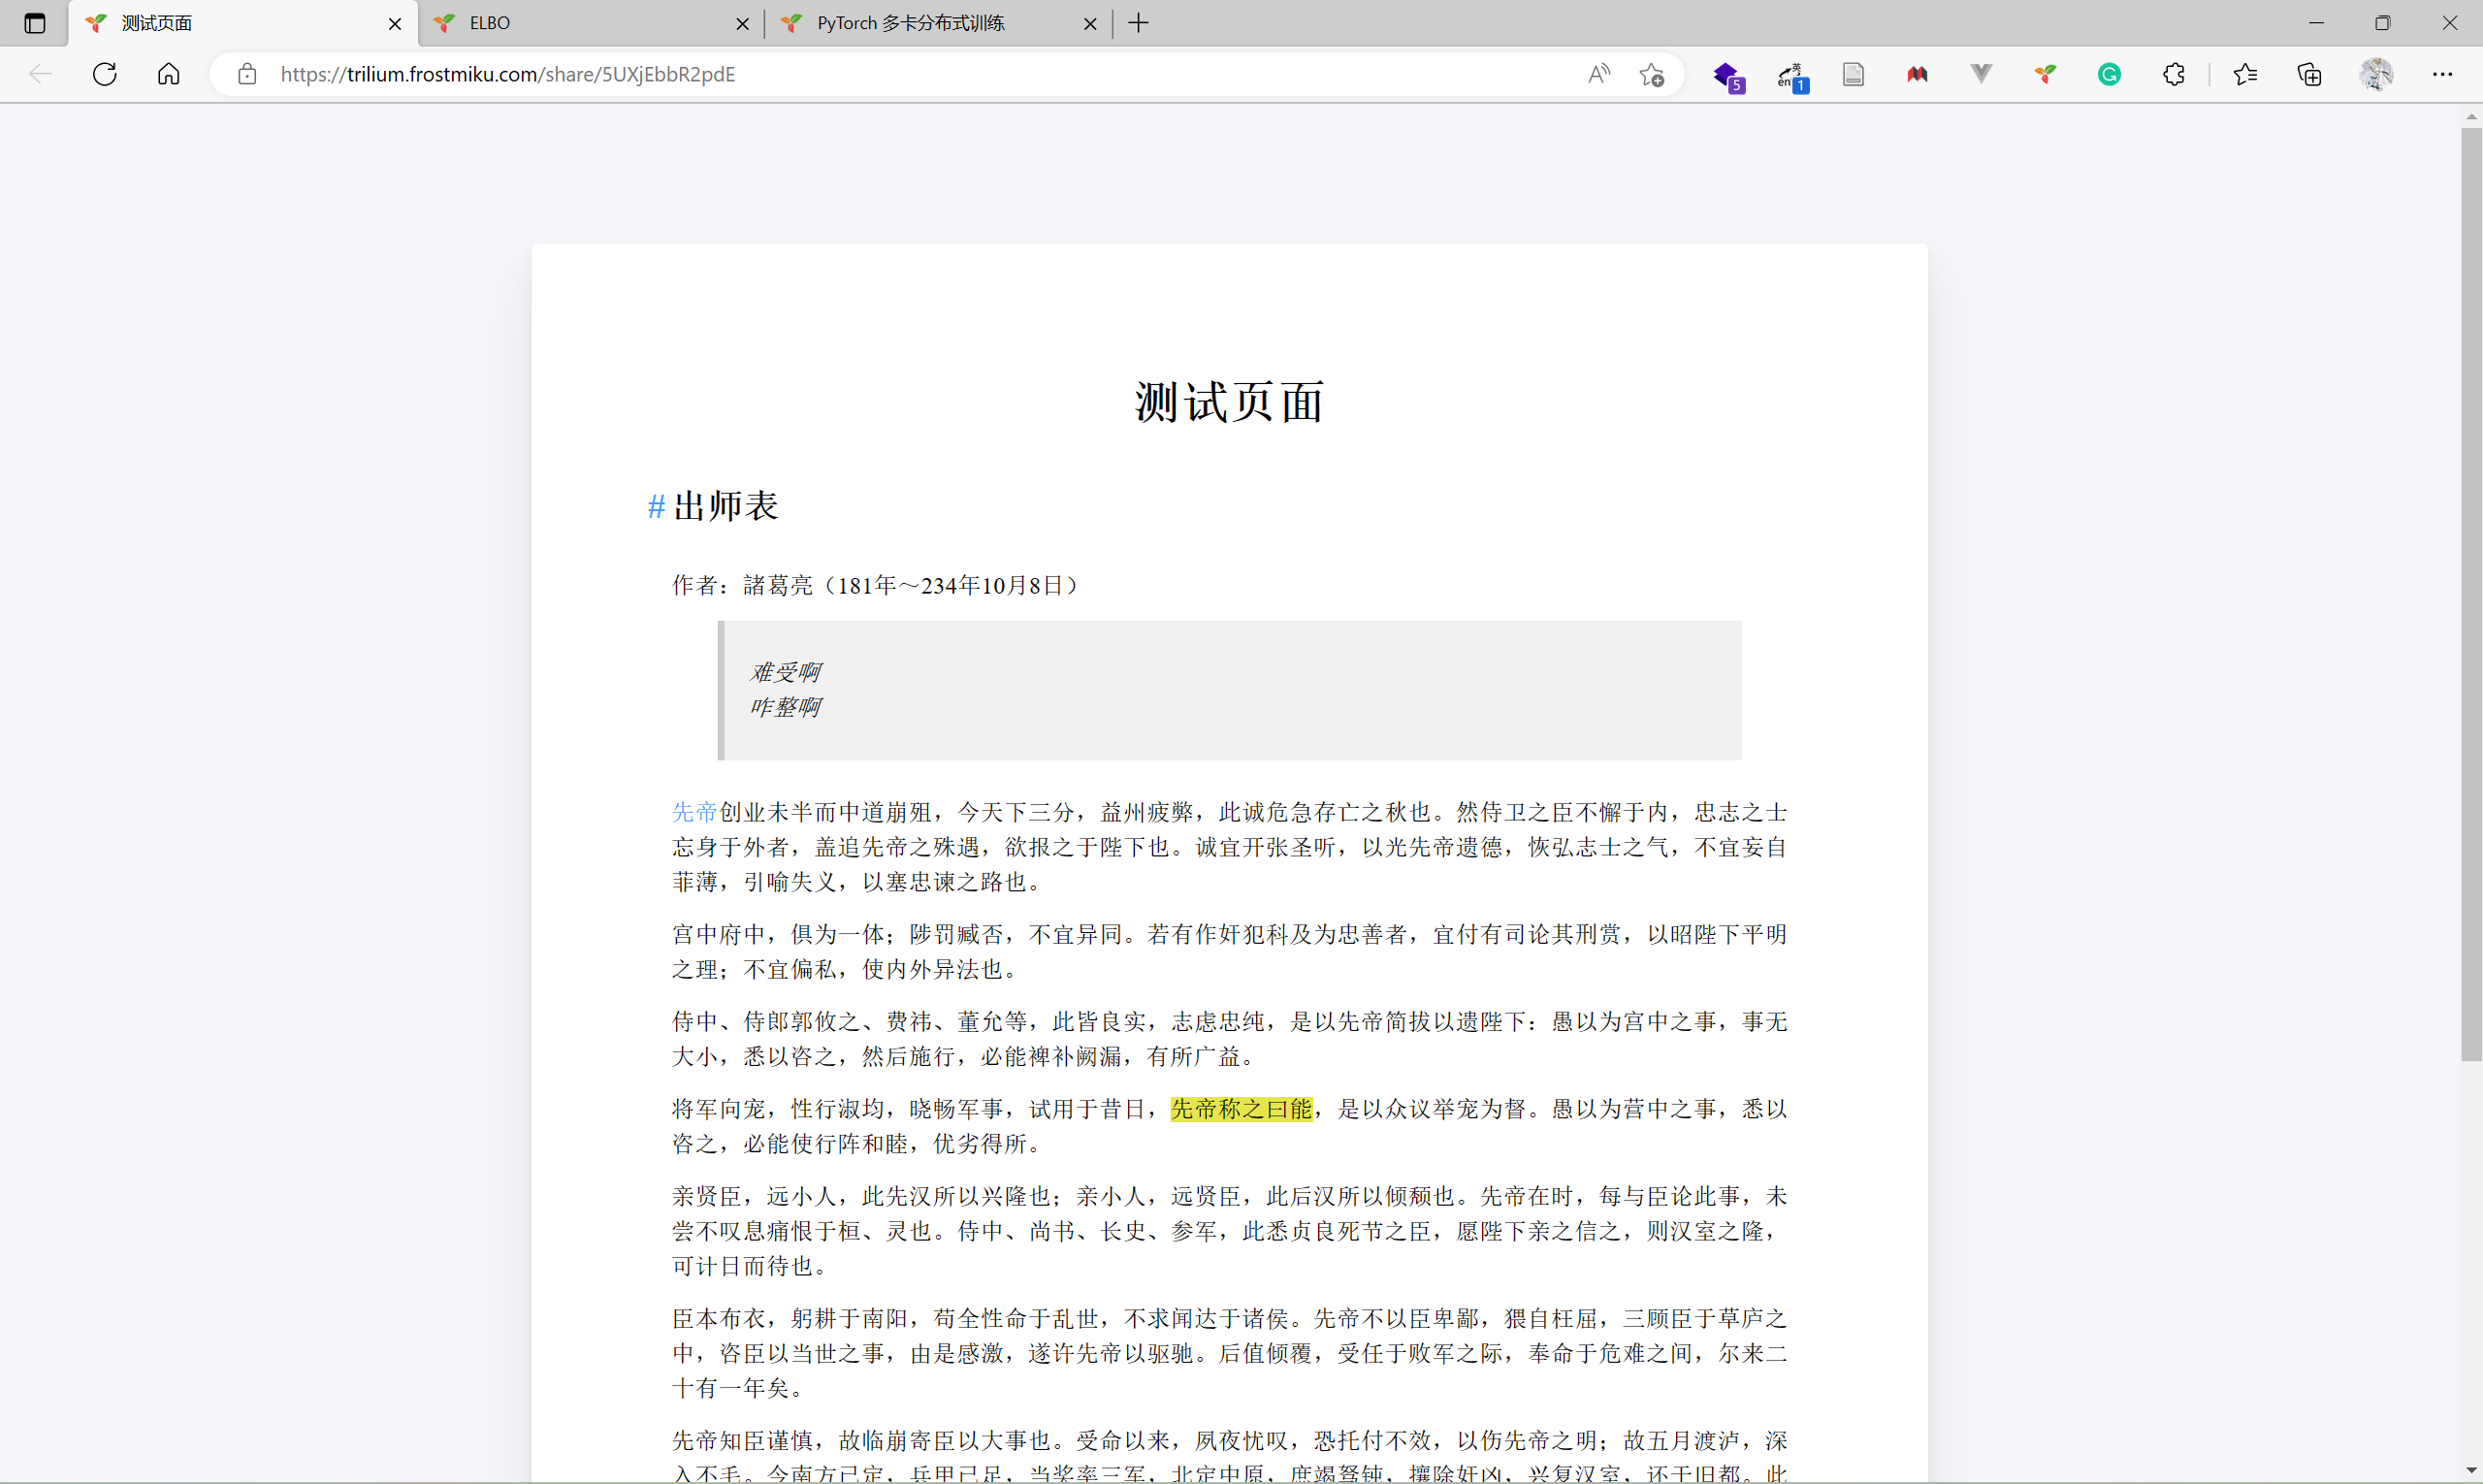 测试页面
ELBO
PyTorch 多卡分布式训练
https://trilium.frostmiku.com/share/5UXjEbbR2pdE
A
5
英
en
1
测试页面
# 出师表
作者：諸葛亮（181年～234年10月8日）
难受啊
咋整啊
先帝创业未半而中道崩殂，今天下三分，益州疲弊，此诚危急存亡之秋也。然侍卫之臣不懈于内，忠志之士
忘身于外者，盖追先帝之殊遇，欲报之于陛下也。诚宜开张圣听，以光先帝遗德，恢弘志士之气，不宜妄自
菲薄，引喻失义，以塞忠谏之路也。
宫中府中，俱为一体；陟罚臧否，不宜异同。若有作奸犯科及为忠善者，宜付有司论其刑赏，以昭陛下平明
之理；不宜偏私，使内外异法也。
侍中、侍郎郭攸之、费祎、董允等，此皆良实，志虑忠纯，是以先帝简拔以遗陛下：愚以为宫中之事，事无
大小，悉以咨之，然后施行，必能裨补阙漏，有所广益。
将军向宠，性行淑均，晓畅军事，试用于昔日，先帝称之曰能，是以众议举宠为督。愚以为营中之事，悉以
咨之，必能使行阵和睦，优劣得所。
亲贤臣，远小人，此先汉所以兴隆也；亲小人，远贤臣，此后汉所以倾颓也。先帝在时，每与臣论此事，未
尝不叹息痛恨于桓、灵也。侍中、尚书、长史、参军，此悉贞良死节之臣，愿陛下亲之信之，则汉室之隆，
可计日而待也。
臣本布衣，躬耕于南阳，苟全性命于乱世，不求闻达于诸侯。先帝不以臣卑鄙，猥自枉屈，三顾臣于草庐之
中，咨臣以当世之事，由是感激，遂许先帝以驱驰。后值倾覆，受任于败军之际，奉命于危难之间，尔来二
十有一年矣。
先帝知臣谨慎，故临崩寄臣以大事也。受命以来，夙夜忧叹，恐托付不效，以伤先帝之明；故五月渡泸，深
入不毛。今南方已定，兵甲已足，当奖率三军，北定中原，庶竭驽钝，攘除奸凶，兴复汉室，还于旧都。此